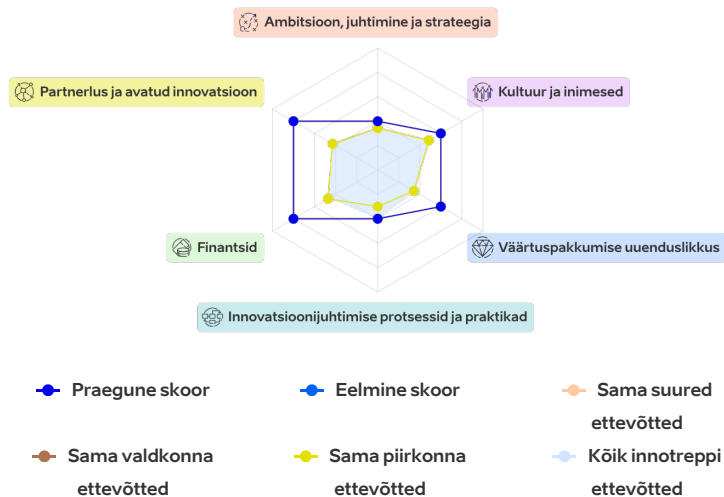 Ambitsioon, juhtimine ja strateegia
Partnerlus ja avatud innovatsioon
Kultuur ja inimesed
Finantsid
Väärtuspakkumise uuenduslikkus
Innovatsioonijuhtimise protsessid ja praktikad
Praegune skoor
Eelmine skoor
Sama suured
ettevõtted
Sama valdkonna
ettevõtted
Sama piirkonna
ettevõtted
Kõik innotreppi
ettevõtted